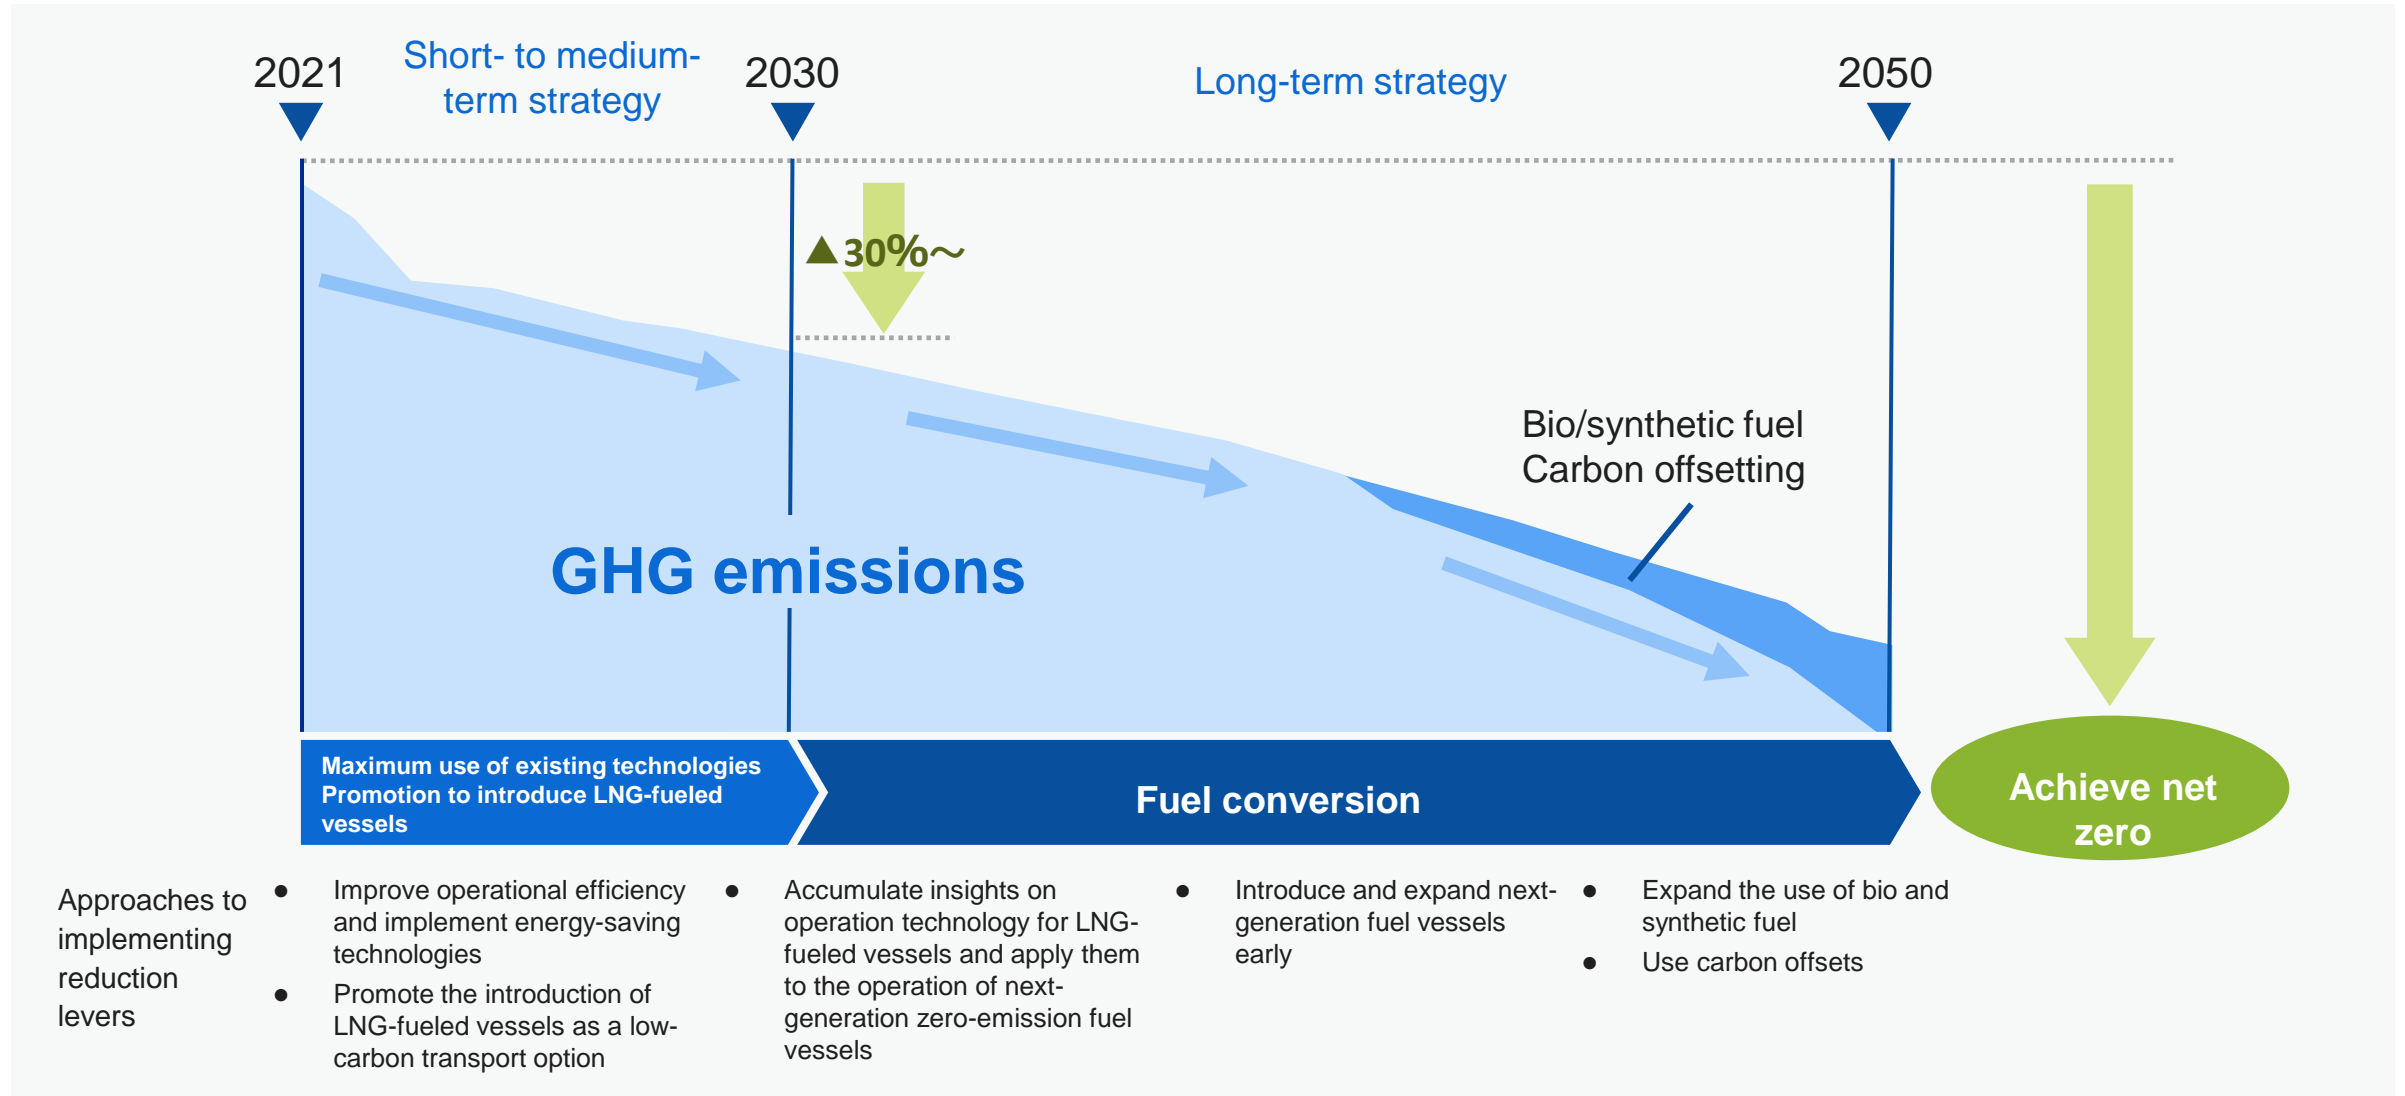 2021
Short- to medium-
term strategy
2030
Long-term strategy
2050
▲30%～
Bio/synthetic fuel
Carbon offsetting
GHG emissions
Maximum use of existing technologies
Promotion to introduce LNG-fueled
vessels
Fuel conversion
Achieve net
zero
Approaches to
implementing
reduction
levers
● Improve operational efficiency
and implement energy-saving
technologies
● Promote the introduction of
LNG-fueled vessels as a low-
carbon transport option
● Accumulate insights on
operation technology for LNG-
fueled vessels and apply them
to the operation of next-
generation zero-emission fuel
vessels
● Introduce and expand next-
generation fuel vessels
early
● Expand the use of bio and
synthetic fuel
● Use carbon offsets